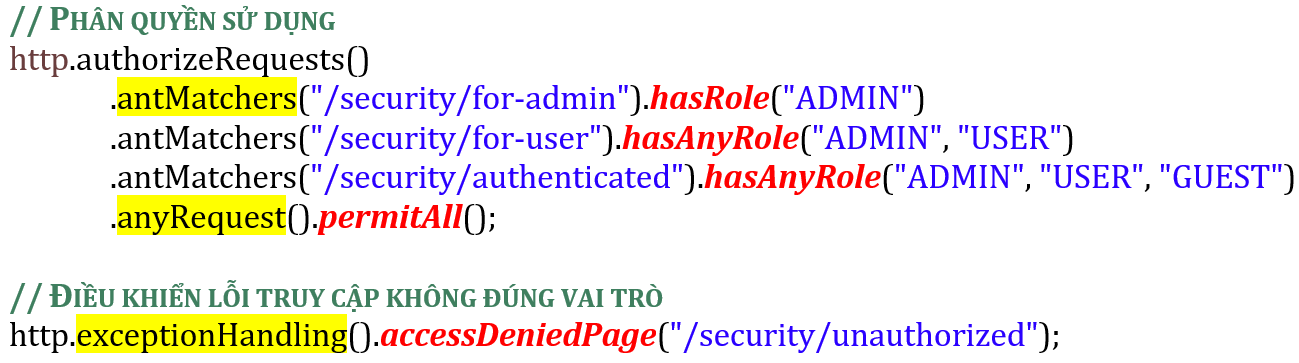 // PHÂN QUYỀN SỬ DỤNG
http.authorizeRequests()
.antMatchers("/security/for-admin").hasRole("ADMIN")
.antMatchers("/security/for-user").hasAnyRole("ADMIN", "USER")
.antMatchers("/security/authenticated").hasAnyRole("ADMIN", "USER", "GUEST")
.anyRequest().permitAll();
// ĐIỀU KHIỂN LỖI TRUY CẬP KHÔNG ĐÚNG VAI TRÒ
http.exceptionHandling().accessDeniedPage("/security/unauthorized");